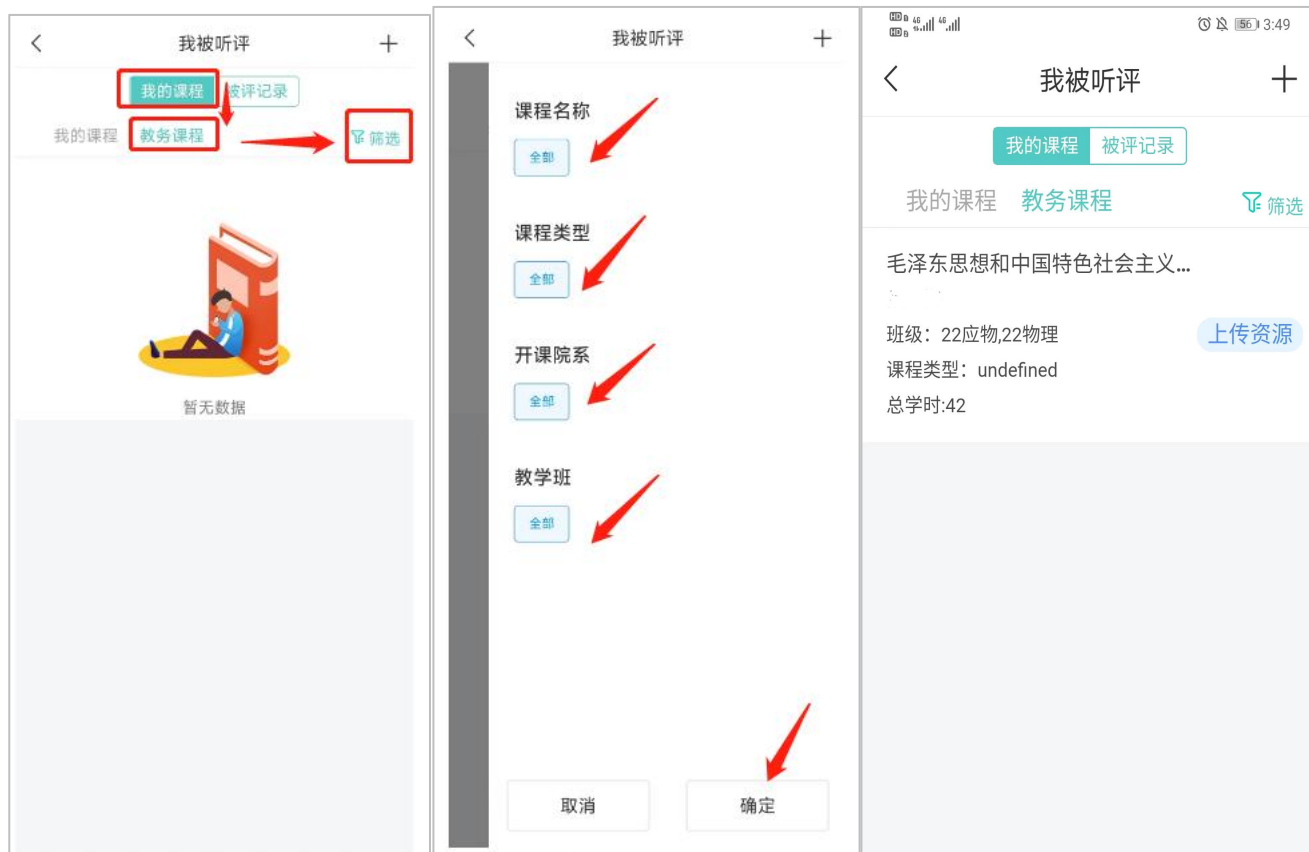 我被听评
我的课程 被评记录
我的课程 教务课程 筛选
暂无数据
我被听评
课程名称
全部
课程类型
全部
开课院系
全部
教学班
全部
取消 确定
3:49
我被听评
我的课程 被评记录
我的课程 教务课程 筛选
毛泽东思想和中国特色社会主义...
班级：22应物,22物理 上传资源
课程类型：undefined
总学时:42